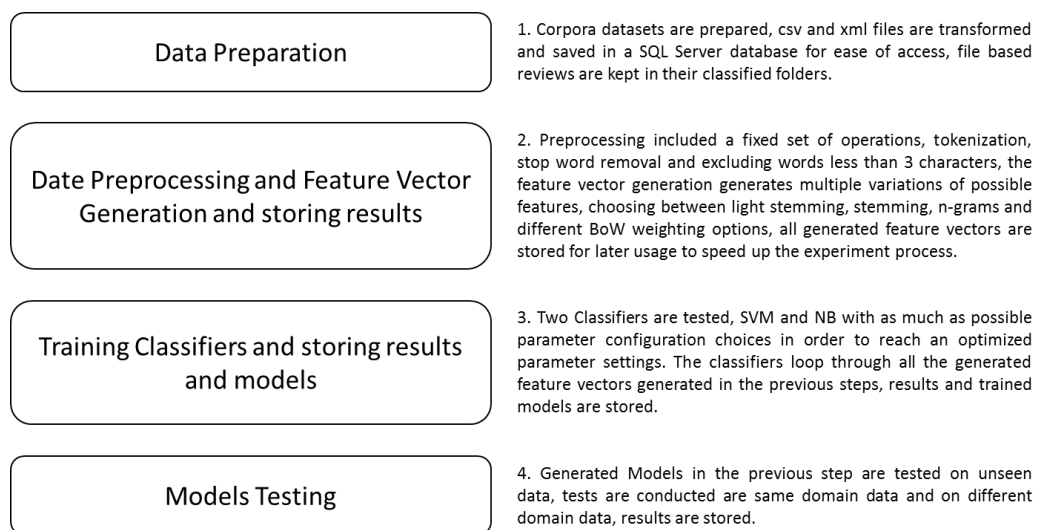 Data Preparation
1. Corpora datasets are prepared, csv and xml files are transformed
and saved in a SQL Server database for ease of access, file based
reviews are kept in their classified folders.
Date Preprocessing and Feature Vector
Generation and storing results
2. Preprocessing included a fixed set of operations, tokenization,
stop word removal and excluding words less than 3 characters, the
feature vector generation generates multiple variations of possible
features, choosing between light stemming, stemming, n-grams and
different BoW weighting options, all generated feature vectors are
stored for later usage to speed up the experiment process.
Training Classifiers and storing results
and models
3. Two Classifiers are tested, SVM and NB with as much as possible
parameter configuration choices in order to reach an optimized
parameter settings. The classifiers loop through all the generated
feature vectors generated in the previous steps, results and trained
models are stored.
Models Testing
4. Generated Models in the previous step are tested on unseen
data, tests are conducted are same domain data and on different
domain data, results are stored.